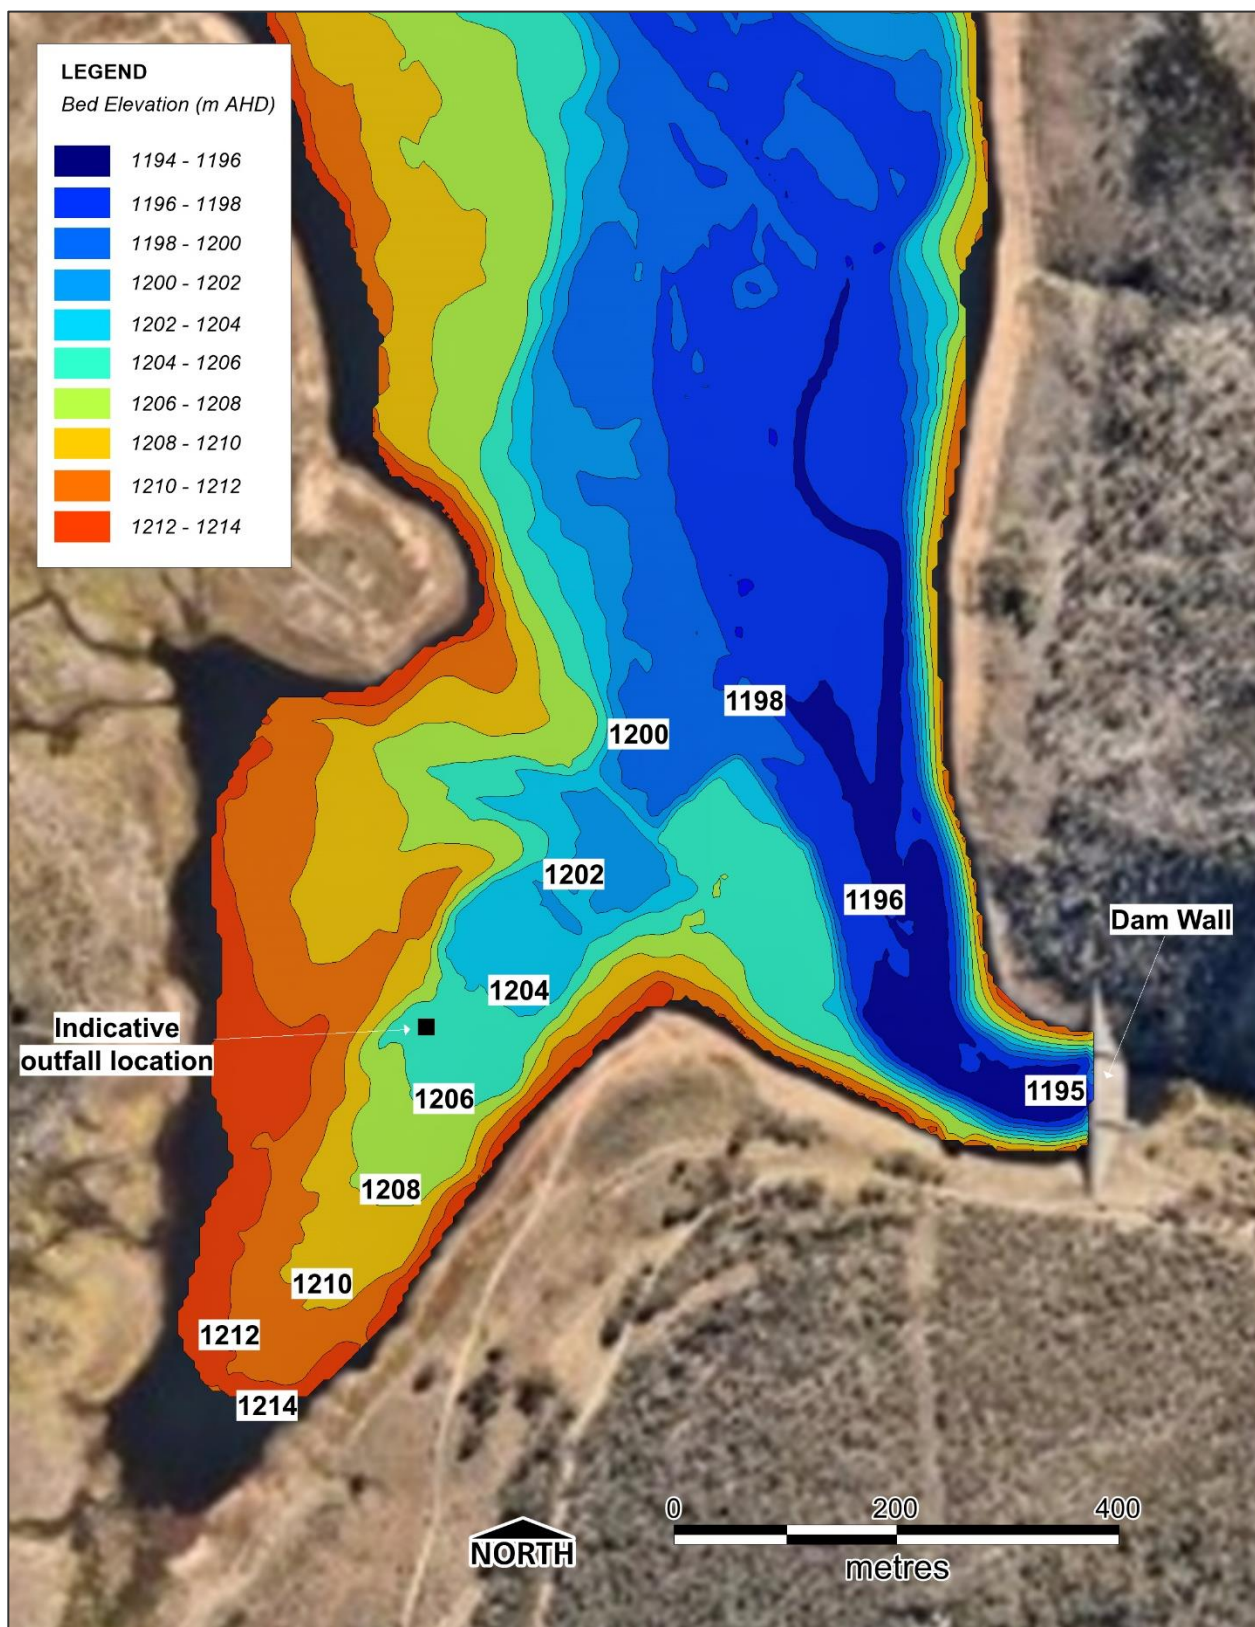 LEGEND
Bed Elevation (m AHD)
1194 - 1196
1196 - 1198
1198 - 1200
1200 - 1202
1202 - 1204
1204 - 1206
1206 - 1208
1208 - 1210
1210 - 1212
1212 - 1214
1198
1200
1202
1196
Dam Wall
1204
Indicative
outfall location
1206
1195
1208
1210
1212
1214
0 200 400
metres
NORTH